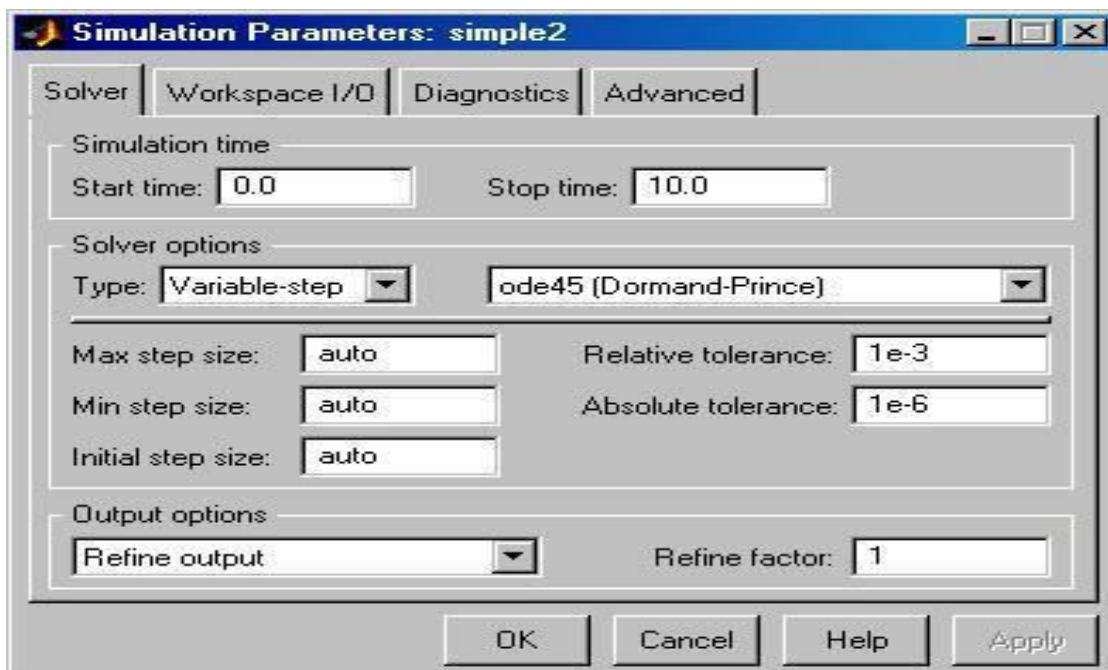 Simulation Parameters: simple2
Solver Workspace I/O Diagnostics Advanced
Simulation time
Start time: 0.0 Stop time: 10.0
Solver options
Type: Variable-step ode45 (Dormand-Prince)
Max step size: auto Relative tolerance: 1e-3
Min step size: auto Absolute tolerance: 1e-6
Initial step size: auto
Output options
Refine output Refine factor: 1
OK Cancel Help Apply